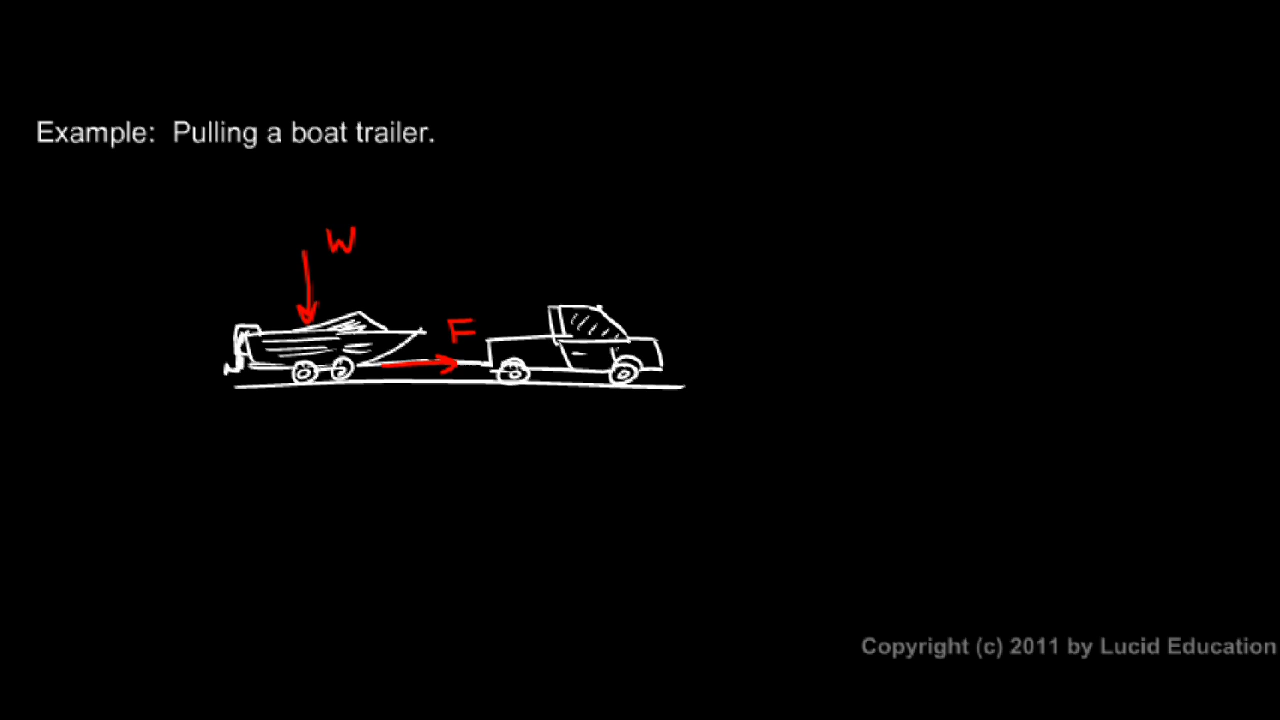 Example: Pulling a boat trailer.
W
F
Copyright (c) 2011 by Lucid Education